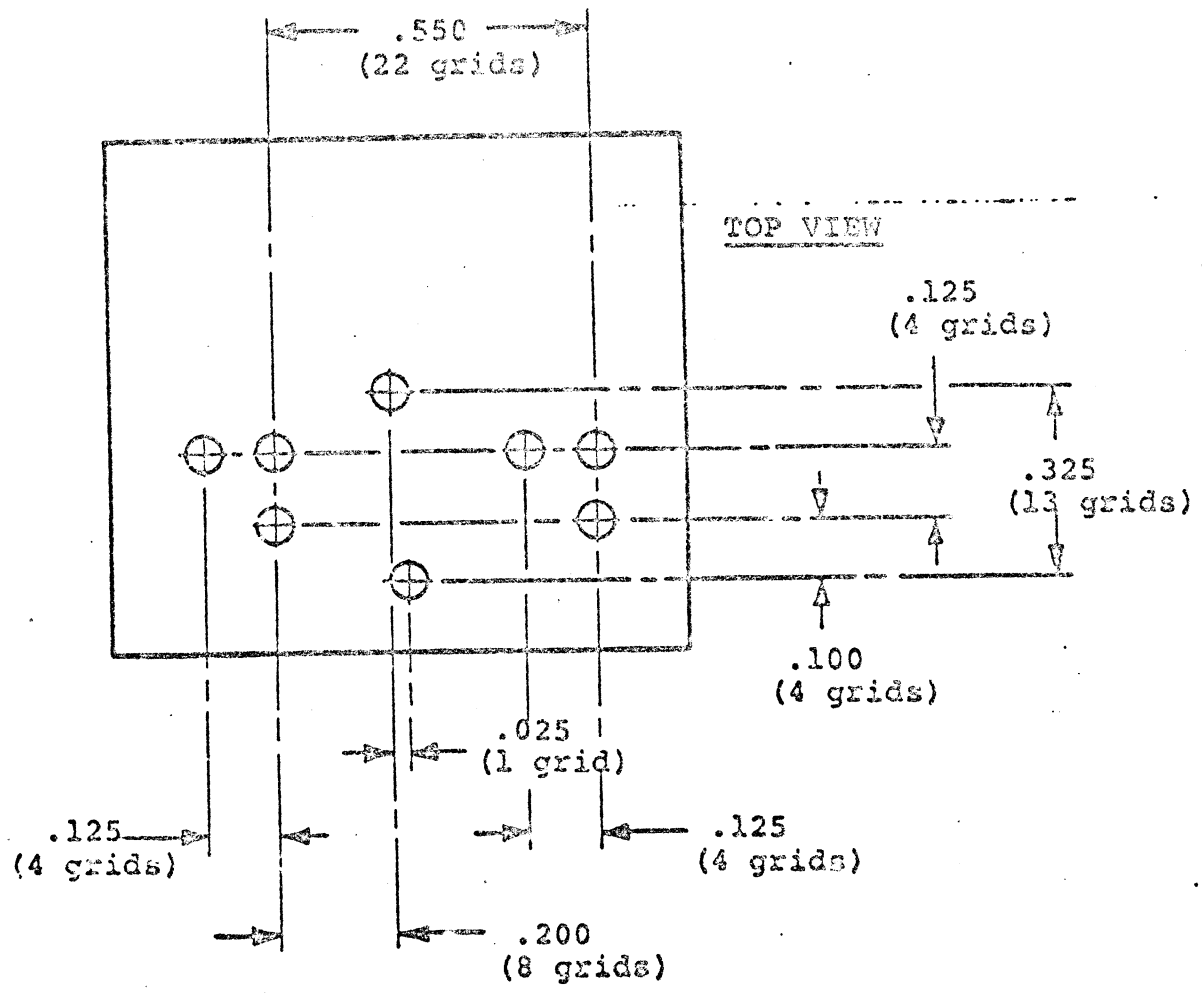 .550
(22 grids)
TOP VIEW
.125
(4 grids)
.325
(13 grids)
.100
(4 grids)
.025
(1 grid)
.125
(4 grids)
.125
(4 grids)
.200
(8 grids)